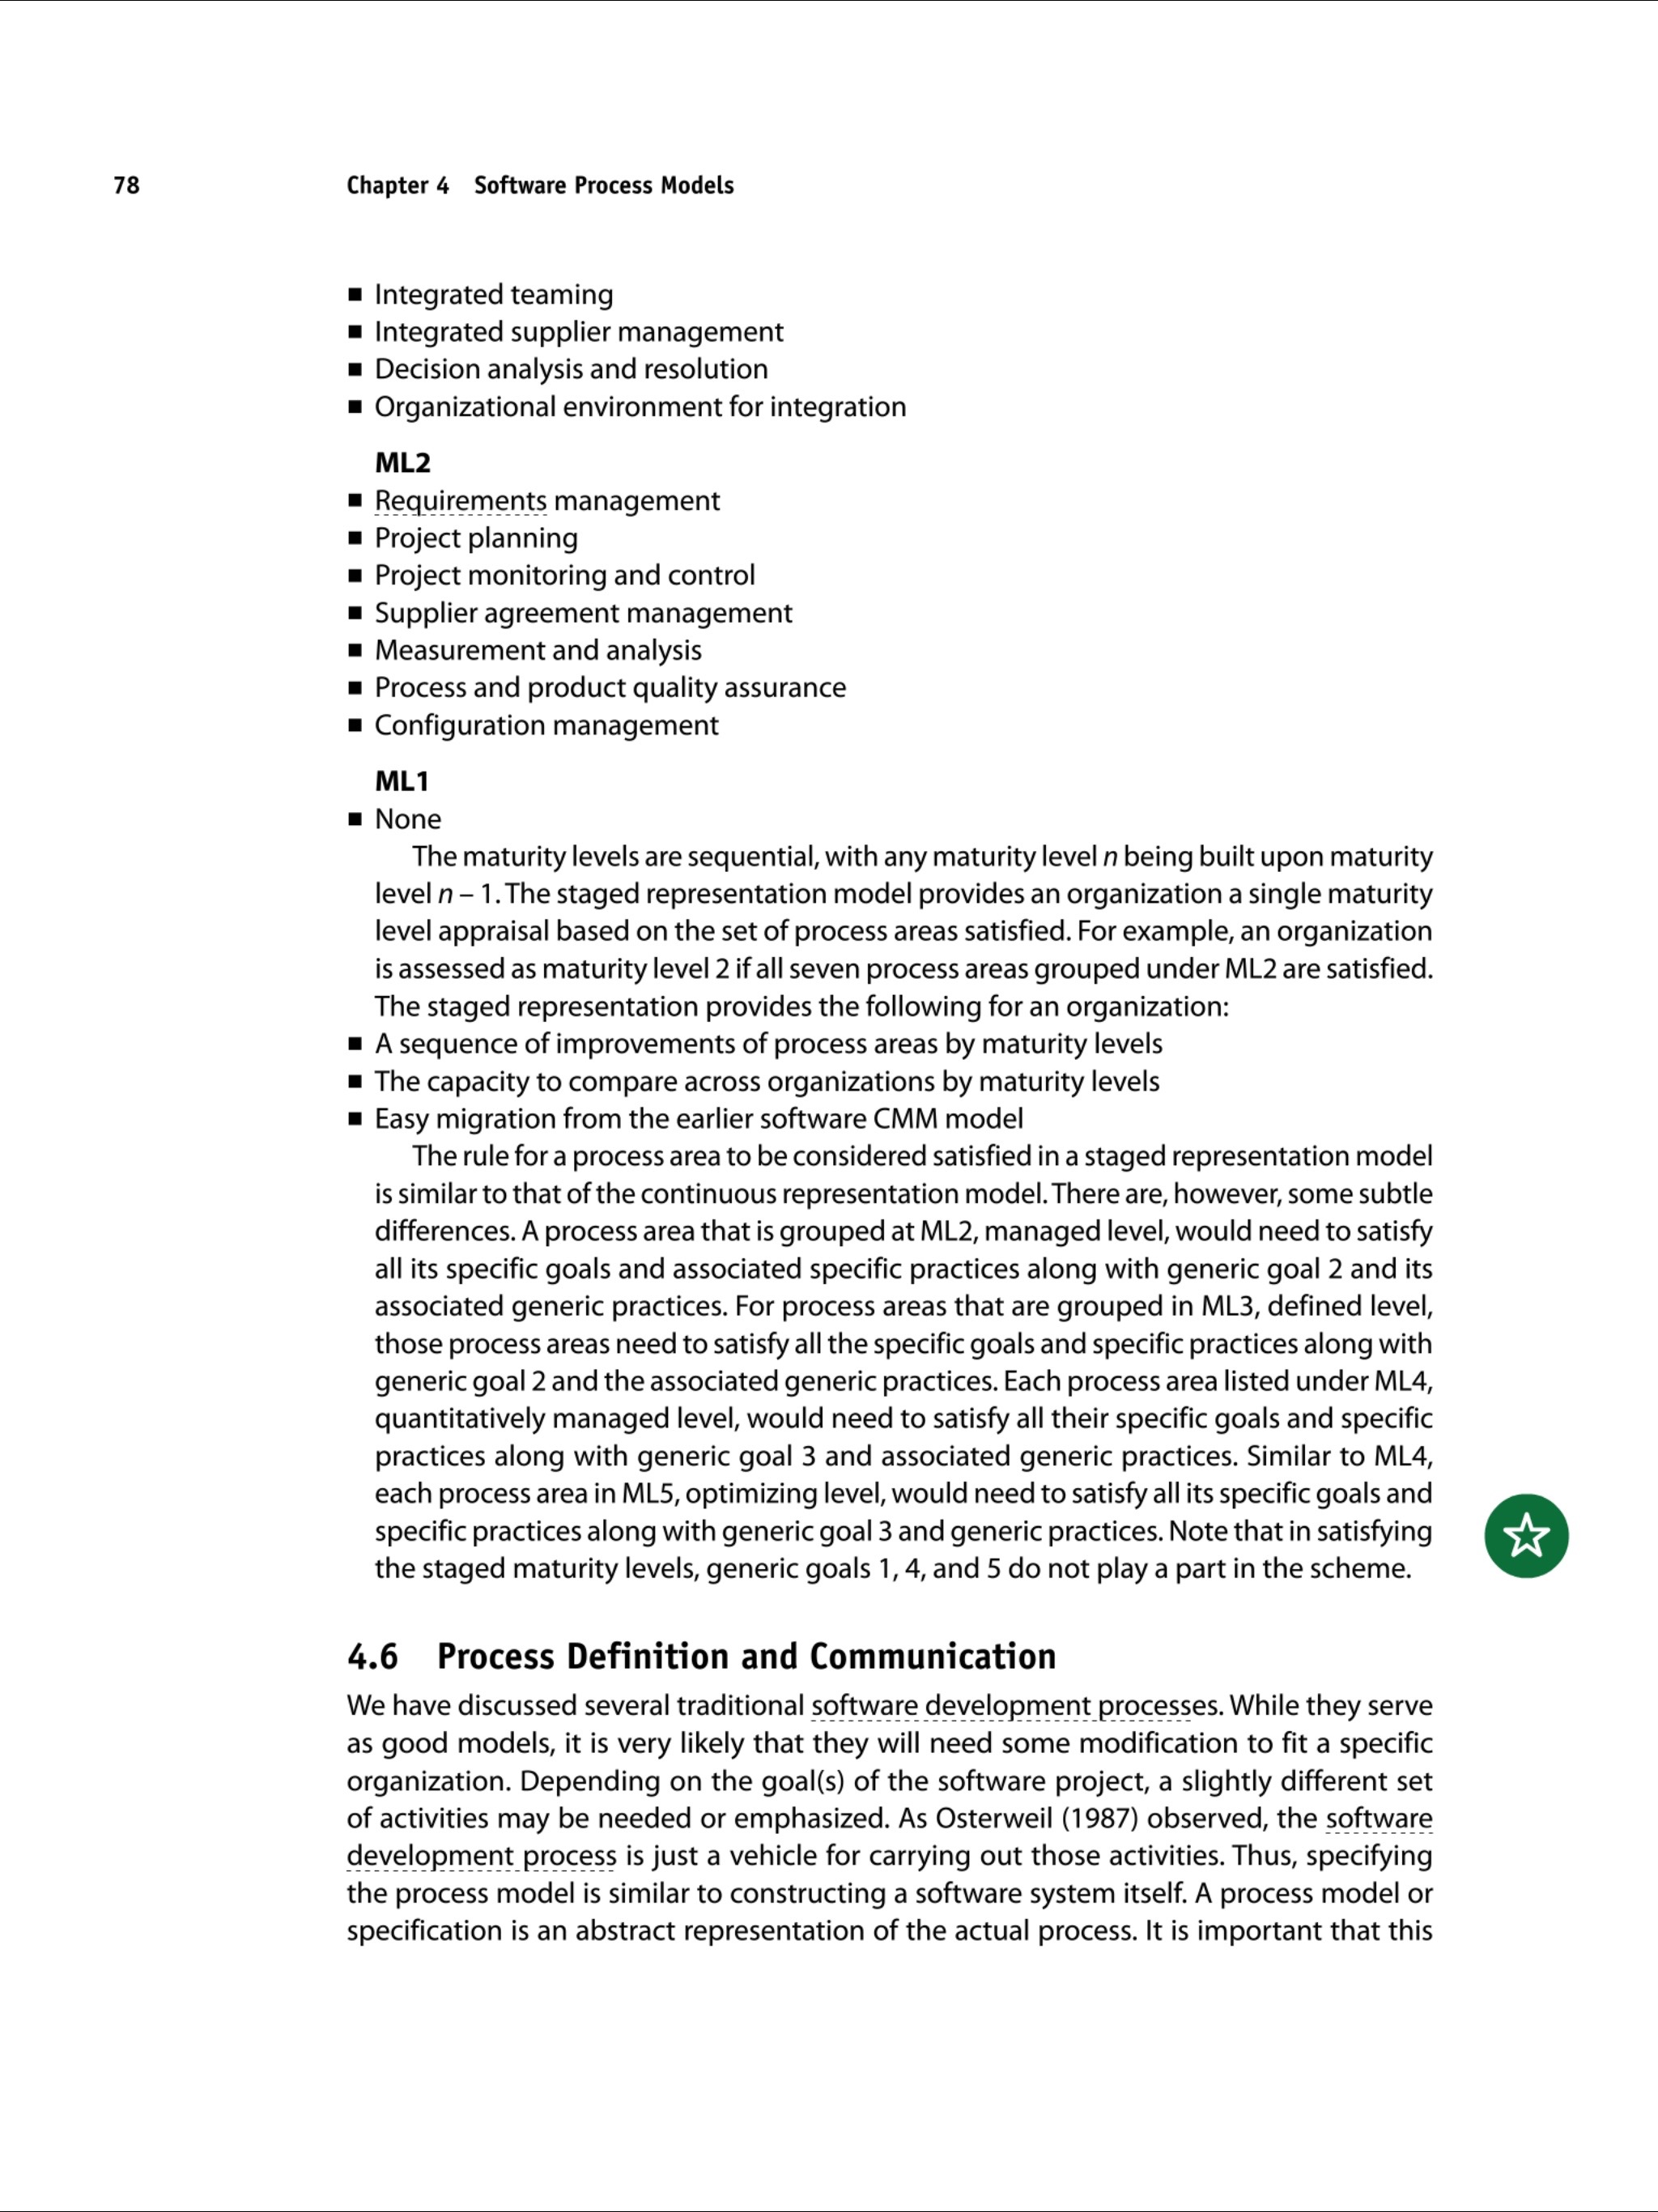 78 Chapter 4 Software Process Models
■ Integrated teaming
■ Integrated supplier management
■ Decision analysis and resolution
■ Organizational environment for integration
ML2
■ Requirements management
■ Project planning
■ Project monitoring and control
■ Supplier agreement management
■ Measurement and analysis
■ Process and product quality assurance
■ Configuration management
ML1
■ None
The maturity levels are sequential, with any maturity level n being built upon maturity
level n – 1. The staged representation model provides an organization a single maturity
level appraisal based on the set of process areas satisfied. For example, an organization
is assessed as maturity level 2 if all seven process areas grouped under ML2 are satisfied.
The staged representation provides the following for an organization:
■ A sequence of improvements of process areas by maturity levels
■ The capacity to compare across organizations by maturity levels
■ Easy migration from the earlier software CMM model
The rule for a process area to be considered satisfied in a staged representation model
is similar to that of the continuous representation model. There are, however, some subtle
differences. A process area that is grouped at ML2, managed level, would need to satisfy
all its specific goals and associated specific practices along with generic goal 2 and its
associated generic practices. For process areas that are grouped in ML3, defined level,
those process areas need to satisfy all the specific goals and specific practices along with
generic goal 2 and the associated generic practices. Each process area listed under ML4,
quantitatively managed level, would need to satisfy all their specific goals and specific
practices along with generic goal 3 and associated generic practices. Similar to ML4,
each process area in ML5, optimizing level, would need to satisfy all its specific goals and
specific practices along with generic goal 3 and generic practices. Note that in satisfying
the staged maturity levels, generic goals 1, 4, and 5 do not play a part in the scheme.
4.6 Process Definition and Communication
We have discussed several traditional software development processes. While they serve
as good models, it is very likely that they will need some modification to fit a specific
organization. Depending on the goal(s) of the software project, a slightly different set
of activities may be needed or emphasized. As Osterweil (1987) observed, the software
development process is just a vehicle for carrying out those activities. Thus, specifying
the process model is similar to constructing a software system itself. A process model or
specification is an abstract representation of the actual process. It is important that this